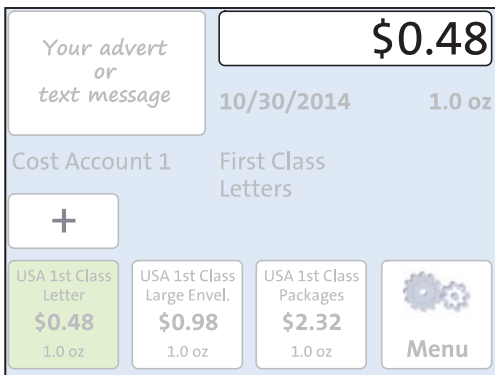 Your advert
or
text message
$0.48
10/30/2014 1.0 oz
Cost Account 1
First Class
Letters
+
USA 1st Class
Letter
$0.48
1.0 oz
USA 1st Class
Large Envel.
$0.98
1.0 oz
USA 1st Class
Packages
$2.32
1.0 oz
Menu